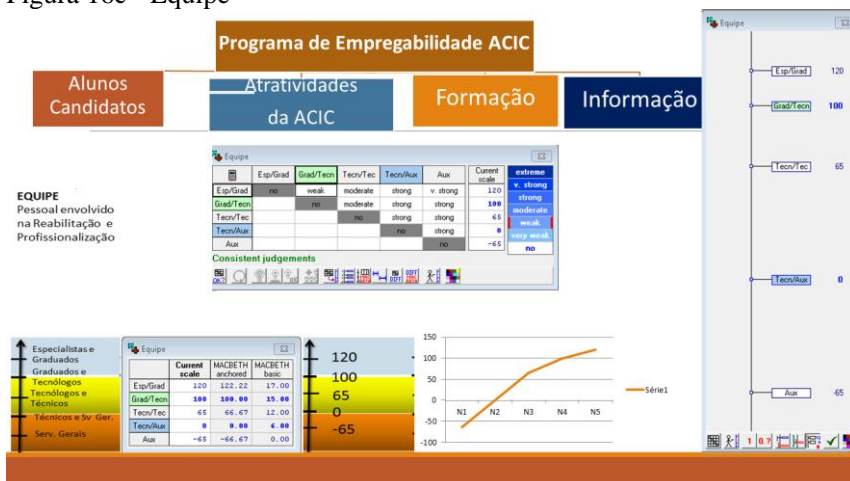 Figura 18c - Equipe
Programa de Empregabilidade ACIC
Alunos
Candidatos
Atratividades
da ACIC
Formação
Informação
EQUIPE
Pessoal envolvido
na Reabilitação e
Profissionalização
Equipe
Esp/Grad Grad/Tecn Tecn/Tec Tecn/Aux Aux Current scale
Esp/Grad no weak moderate strong v. strong 120
Grad/Tecn no moderate strong strong 100
Tecn/Tec no strong strong 65
Tecn/Aux no strong 0
Aux no -65
extreme
v. strong
strong
moderate
weak
very weak
no
Consistent judgements
Especialistas e
Graduados
Graduados e
Tecnólogos
Tecnólogos e
Técnicos
Técnicos e Sv Ger.
Serv. Gerais
Equipe
Current scale MACBETH anchored MACBETH basic
Esp/Grad 120 122.22 17.00
Grad/Tecn 100 100.00 15.00
Tecn/Tec 65 66.67 12.00
Tecn/Aux 0 0.00 6.00
Aux -65 -66.67 0.00
120
100
65
0
-65
150
100
50
0
-50
-100
N1 N2 N3 N4 N5
Série1
Equipe
Esp/Grad 120
Grad/Tecn 100
Tecn/Tec 65
Tecn/Aux 0
Aux -65